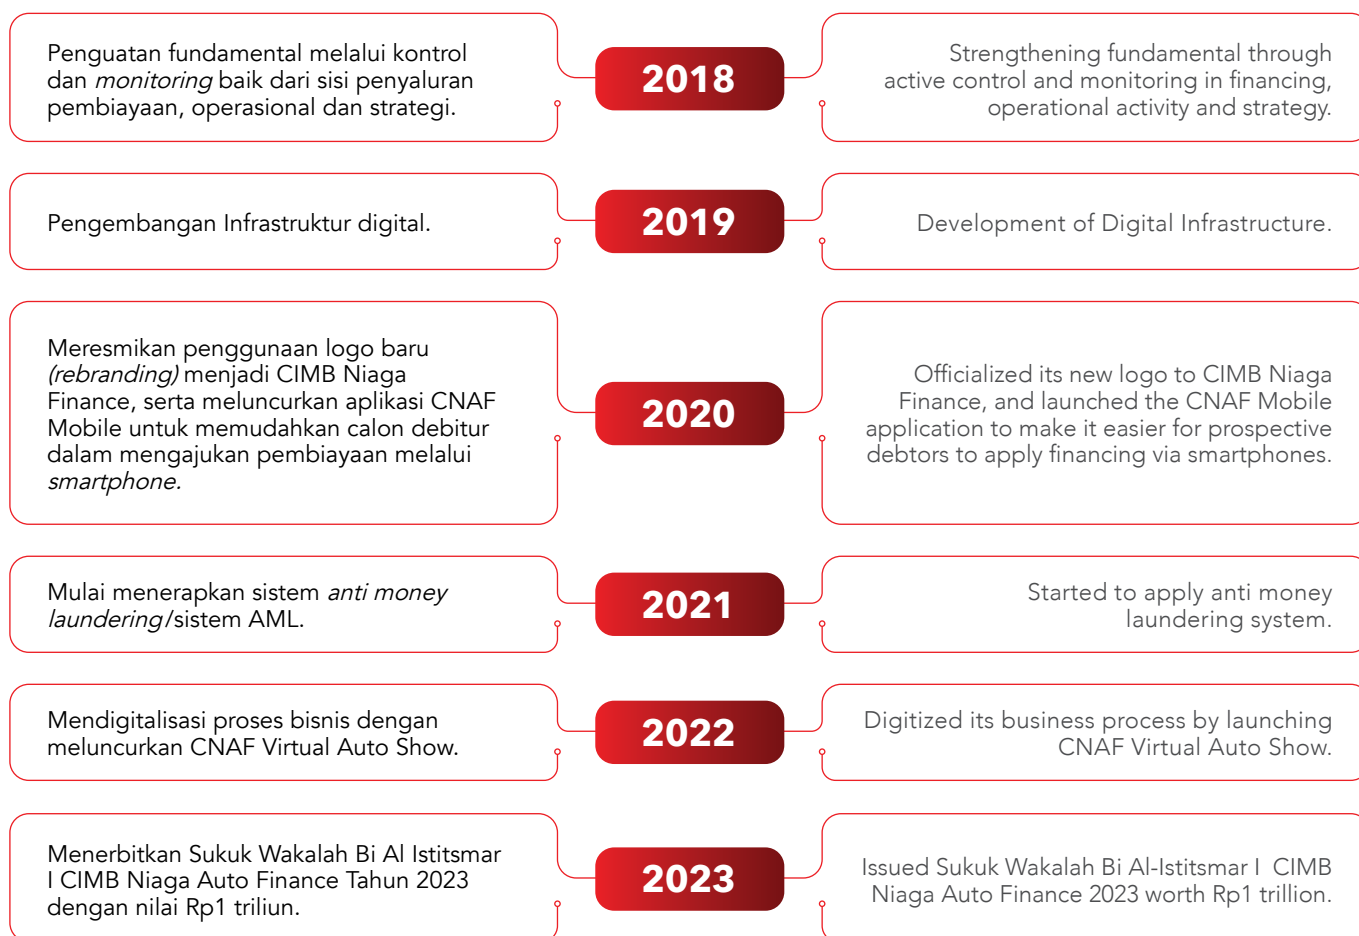 Penguatan fundamental melalui kontrol
dan monitoring baik dari sisi penyaluran
pembiayaan, operasional dan strategi.
2018
Strengthening fundamental through
active control and monitoring in financing,
operational activity and strategy.
Pengembangan Infrastruktur digital.
2019
Development of Digital Infrastructure.
Meresmikan penggunaan logo baru
(rebranding) menjadi CIMB Niaga
Finance, serta meluncurkan aplikasi CNAF
Mobile untuk memudahkan calon debitur
dalam mengajukan pembiayaan melalui
smartphone.
2020
Officialized its new logo to CIMB Niaga
Finance, and launched the CNAF Mobile
application to make it easier for prospective
debtors to apply financing via smartphones.
Mulai menerapkan sistem anti money
laundering/sistem AML.
2021
Started to apply anti money
laundering system.
Mendigitalisasi proses bisnis dengan
meluncurkan CNAF Virtual Auto Show.
2022
Digitized its business process by launching
CNAF Virtual Auto Show.
Menerbitkan Sukuk Wakalah Bi Al Istitsmar
I CIMB Niaga Auto Finance Tahun 2023
dengan nilai Rp1 triliun.
2023
Issued Sukuk Wakalah Bi Al-Istitsmar I CIMB
Niaga Auto Finance 2023 worth Rp1 trillion.